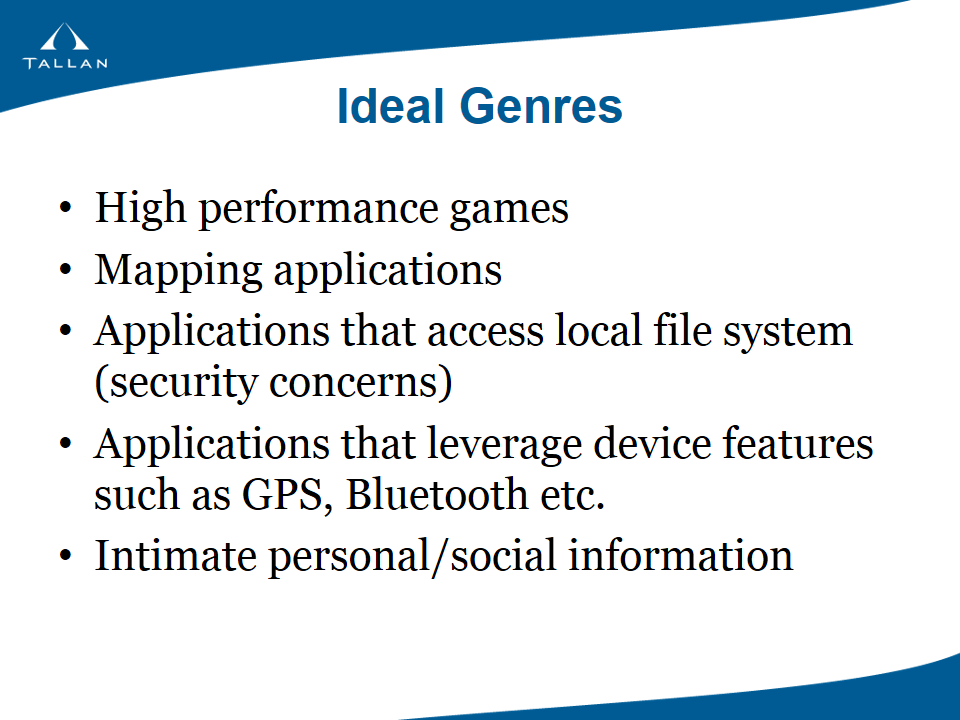 TALLAN
Ideal Genres
• High performance games
• Mapping applications
• Applications that access local file system
(security concerns)
• Applications that leverage device features
such as GPS, Bluetooth etc.
• Intimate personal/social information